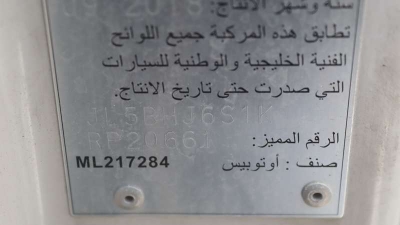 سنة وشهر الانتاج:
تطابق هذه المركبة جميع اللوائح
الفنية الخليجية والوطنية للسيارات
التي صدرت حتى تاريخ الانتاج.
الرقم المميز:
صنف : أوتوبيس
ML217284